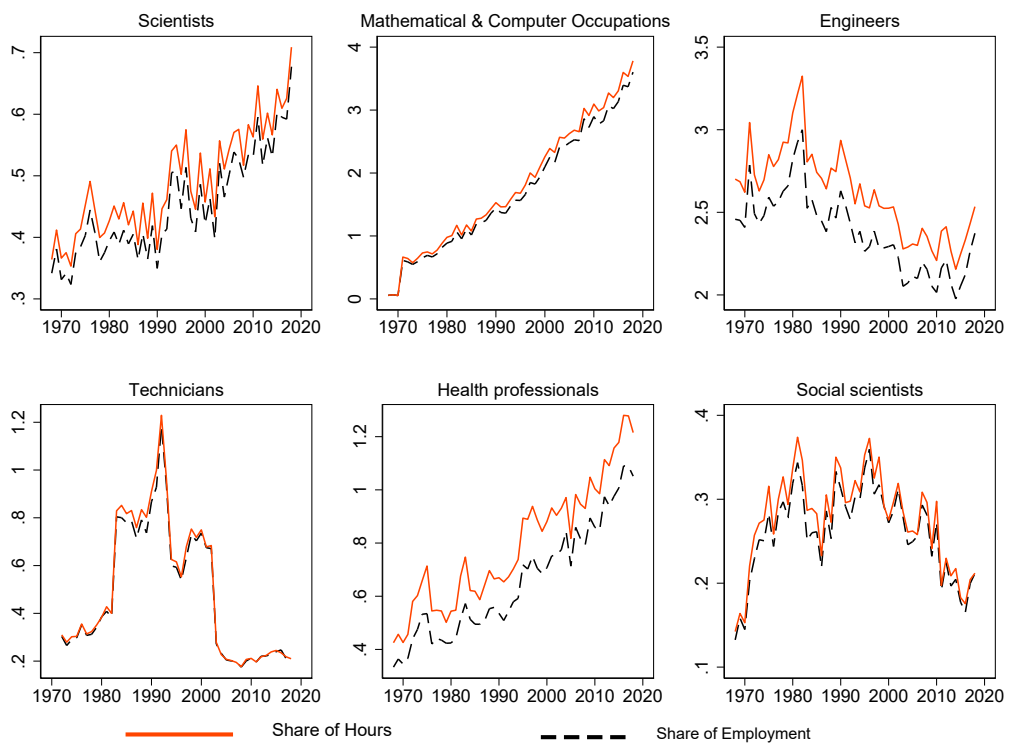 Scientists
.7
.6
.5
.4
.3
1970 1980 1990 2000 2010 2020
Mathematical & Computer Occupations
4
3
2
1
0
1970 1980 1990 2000 2010 2020
Engineers
3.5
3
2.5
2
1970 1980 1990 2000 2010 2020
Technicians
1.2
1
.8
.6
.4
.2
1970 1980 1990 2000 2010 2020
Health professionals
1.2
1
.8
.6
.4
1970 1980 1990 2000 2010 2020
Social scientists
.4
.3
.2
.1
1970 1980 1990 2000 2010 2020
Share of Hours
Share of Employment